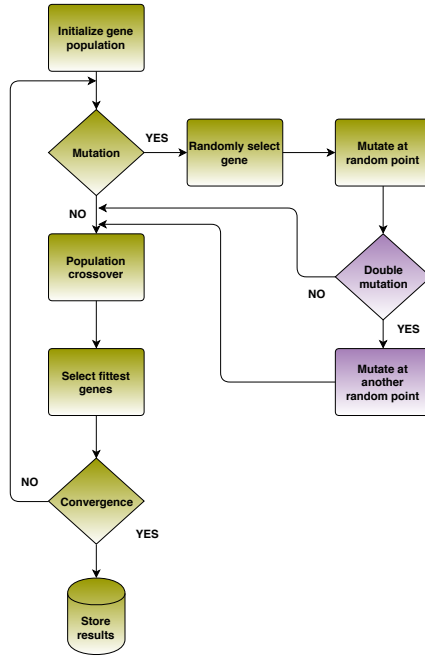 Initialize gene
population
YES
Mutation
Randomly select
gene
Mutate at
random point
NO
Population
crossover
Double
mutation
NO
YES
Select fittest
genes
Mutate at
another
random point
NO
Convergence
YES
Store
results